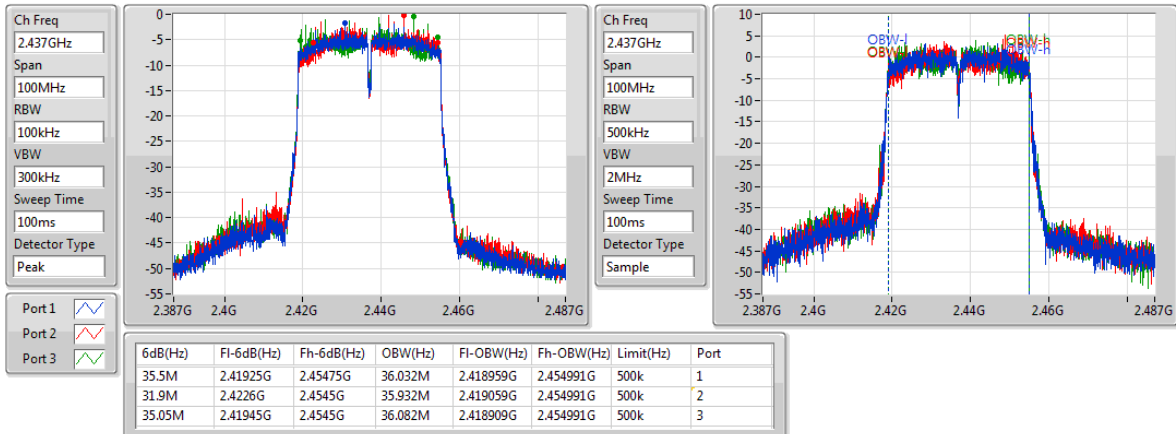 Ch Freq
2.437GHz
Span
100MHz
RBW
100kHz
VBW
300kHz
Sweep Time
100ms
Detector Type
Peak
Port 1
Port 2
Port 3
0
-5
-10
-15
-20
-25
-30
-35
-40
-45
-50
-55
2.387G 2.4G 2.42G 2.44G 2.46G 2.487G
Ch Freq
2.437GHz
Span
100MHz
RBW
500kHz
VBW
2MHz
Sweep Time
100ms
Detector Type
Sample
10
5
0
-5
-10
-15
-20
-25
-30
-35
-40
-45
-50
-55
OBW-l
OBW-h
OBW-h
2.387G 2.4G 2.42G 2.44G 2.46G 2.487G
6dB(Hz) Fl-6dB(Hz) Fh-6dB(Hz) OBW(Hz) Fl-OBW(Hz) Fh-OBW(Hz) Limit(Hz) Port
35.5M 2.41925G 2.45475G 36.032M 2.418959G 2.454991G 500k 1
31.9M 2.4226G 2.4545G 35.932M 2.419059G 2.454991G 500k 2
35.05M 2.41945G 2.4545G 36.082M 2.418909G 2.454991G 500k 3